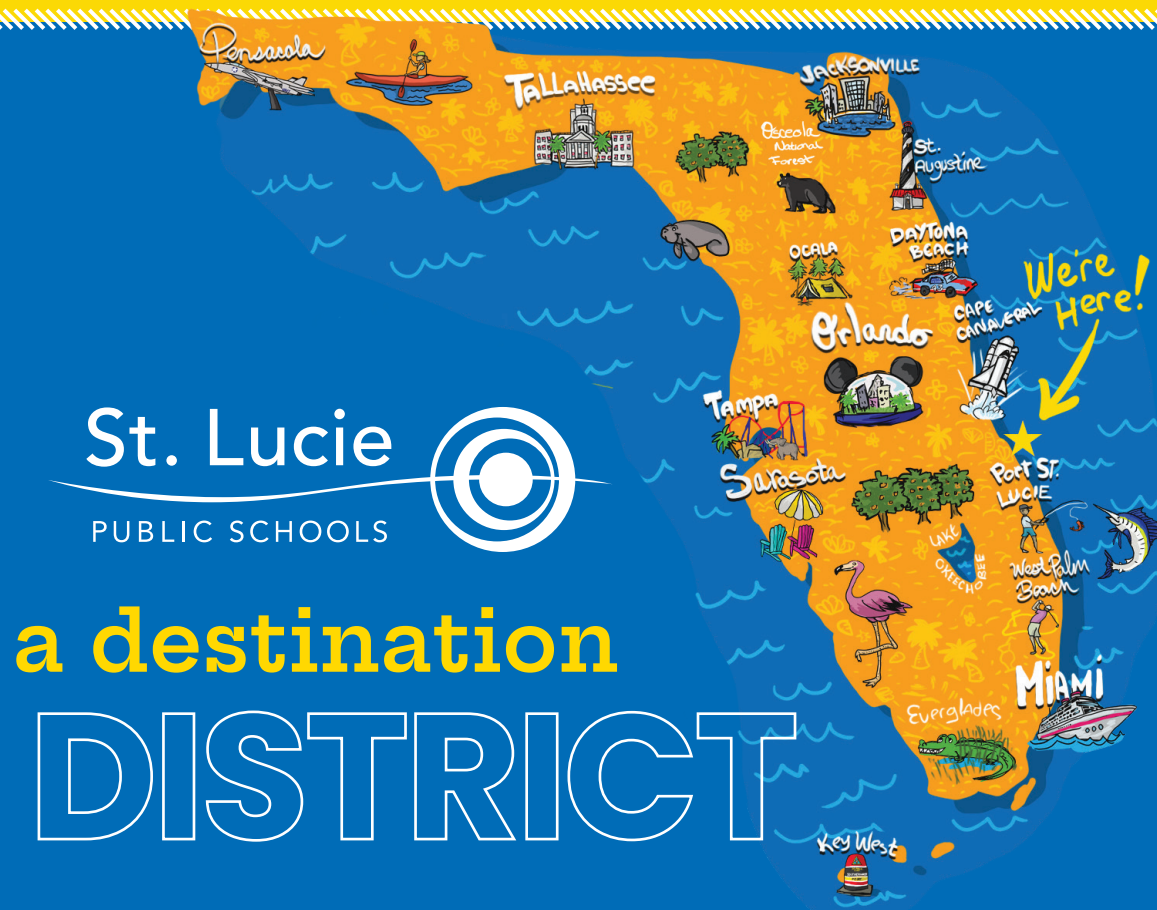 Pensacola
TALLAHASSEE
JACKSONVILLE
Osceola
National
Forest
St.
Augustine
OCALA
DAYTONA
BEACH
We're
Here!
CAPE
CANAVERAL
Orlando
TAMPA
Sarasota
PORT ST.
LUCIE
LAKE
OKEECHOBEE
West Palm
Beach
MIAMI
Everglades
Key West
St. Lucie
PUBLIC SCHOOLS
a destination
DISTRICT